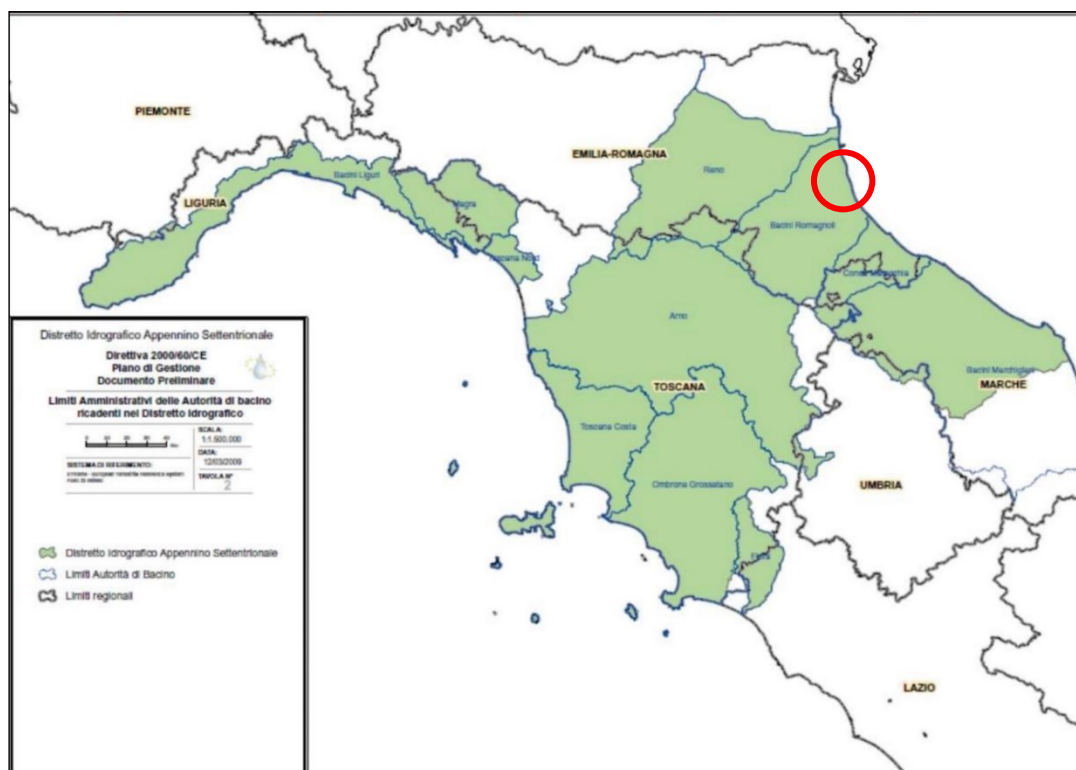 PIEMONTE
EMILIA-ROMAGNA
Reno
Bacini Liguri
LIGURIA
Magra
Bacini Romagnoli
Toscana Nord
Arno
Distretto Idrografico Appennino Settentrionale
Direttiva 2000/60/CE
Plano di Gestione
Documento Preliminare
Limiti Amministrativi delle Autorità di bacino
ricadenti nel Distretto Idrografico
SCALA:
1:1.500.000
DATA:
12/03/2009
SISTEMA DI RIFERIMENTO:
TAVOLA N°
2
Bacini Marchigiani
MARCHE
TOSCANA
Toscana Costa
Ombrone Grossetano
UMBRIA
Fiora
Distretto Idrografico Appennino Settentrionale
Limiti Autorità di Bacino
Limiti regionali
LAZIO